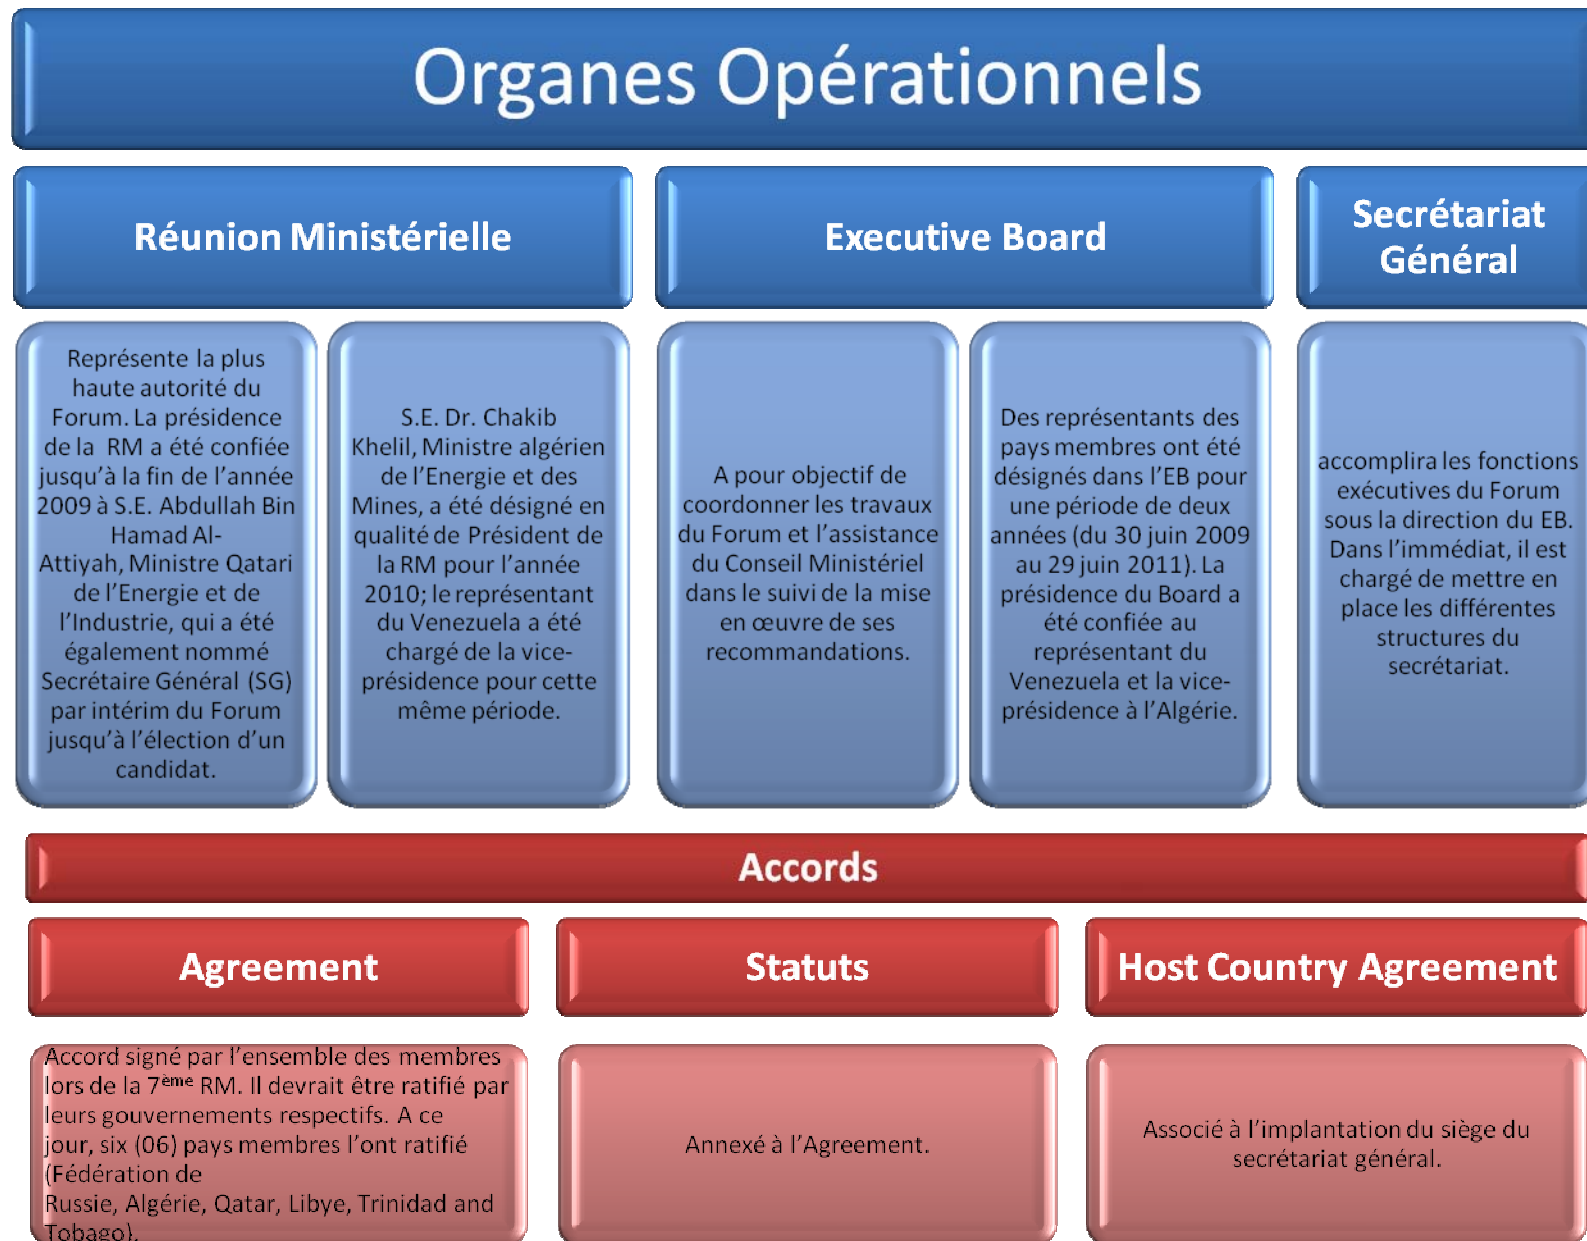 Organes Opérationnels
Réunion Ministérielle
Executive Board
Secrétariat
Général
Représente la plus
haute autorité du
Forum. La présidence
de la RM a été confiée
jusqu'à la fin de l'année
2009 à S.E. Abdullah Bin
Hamad Al-
Attiyah, Ministre Qatari
de l'Energie et de
l'Industrie, qui a été
également nommé
Secrétaire Général (SG)
par intérim du Forum
jusqu'à l'élection d'un
candidat.
S.E. Dr. Chakib
Khelil, Ministre algérien
de l'Energie et des
Mines, a été désigné en
qualité de Président de
la RM pour l'année
2010; le représentant
du Venezuela a été
chargé de la vice-
présidence pour cette
même période.
A pour objectif de
coordonner les travaux
du Forum et l'assistance
du Conseil Ministériel
dans le suivi de la mise
en œuvre de ses
recommandations.
Des représentants des
pays membres ont été
désignés dans l'EB pour
une période de deux
années (du 30 juin 2009
au 29 juin 2011). La
présidence du Board a
été confiée au
représentant du
Venezuela et la vice-
présidence à l'Algérie.
accomplira les fonctions
exécutives du Forum
sous la direction du EB.
Dans l'immédiat, il est
chargé de mettre en
place les différentes
structures du
secrétariat.
Accords
Agreement
Statuts
Host Country Agreement
Accord signé par l'ensemble des membres
lors de la 7ème RM. Il devrait être ratifié par
leurs gouvernements respectifs. A ce
jour, six (06) pays membres l'ont ratifié
(Fédération de
Russie, Algérie, Qatar, Libye, Trinidad and
Tobago).
Annexé à l'Agreement.
Associé à l'implantation du siège du
secrétariat général.